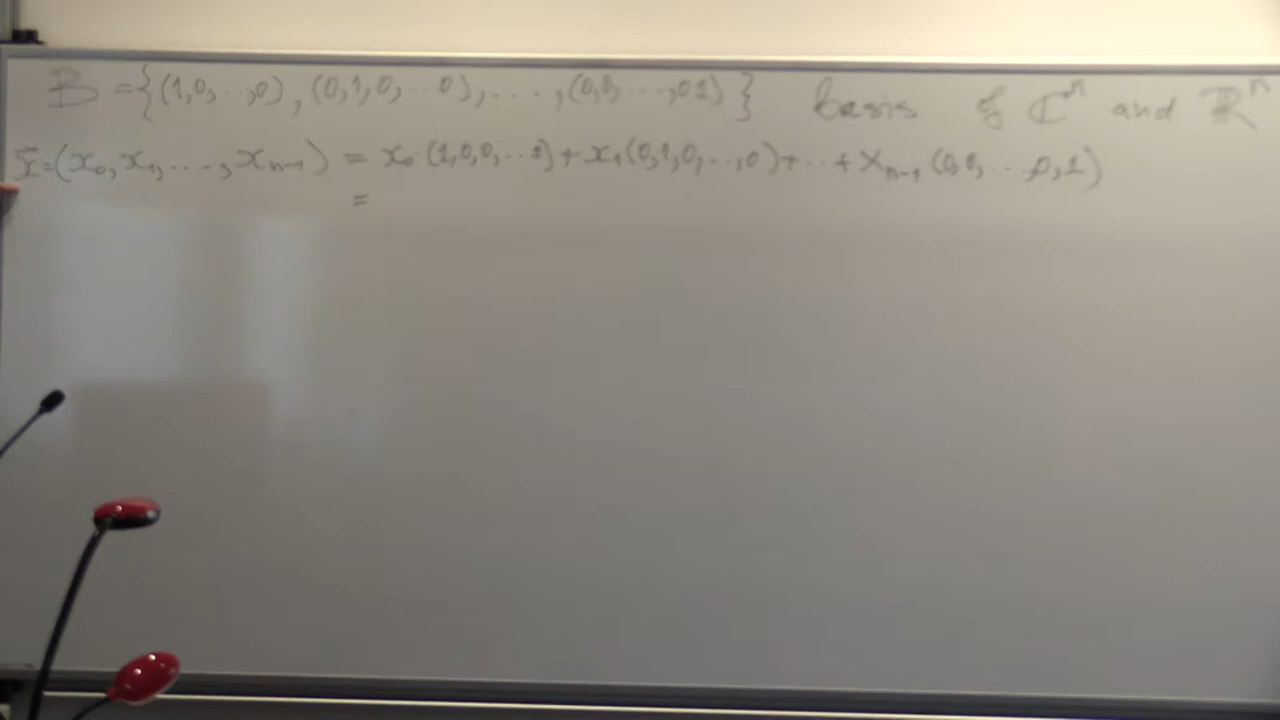 B = {(1,0,...,0), (0,1,0,...0), ..., (0,0,...,0 1)} basis of ℂⁿ and ℝⁿ
x̄=(x₀,x₁,...,xₙ₋₁) = x₀(1,0,0,...0)+x₁(0,1,0,...,0)+...+xₙ₋₁(0,0,...0,1)
=